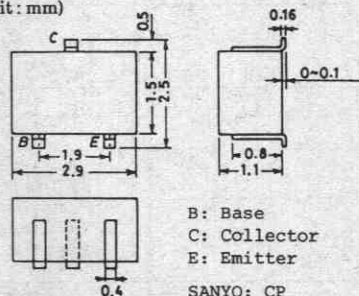 it : mm)
C
0.5
0.16
1.5
2.5
0~0.1
B
E
1.9
2.9
0.8
1.1
0.4
B: Base
C: Collector
E: Emitter
SANYO: CP